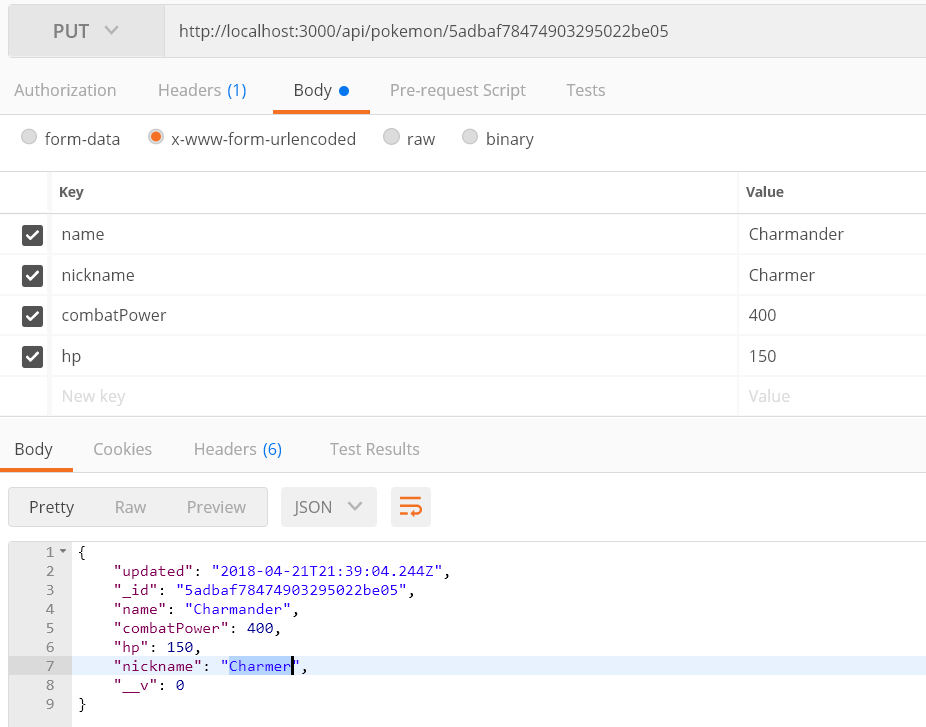 PUT http://localhost:3000/api/pokemon/5adbaf78474903295022be05
Authorization Headers (1) Body Pre-request Script Tests
form-data x-www-form-urlencoded raw binary
Key Value
name Charmander
nickname Charmer
combatPower 400
hp 150
New key Value
Body Cookies Headers (6) Test Results
Pretty Raw Preview JSON
1 {
2 "updated": "2018-04-21T21:39:04.244Z",
3 "_id": "5adbaf78474903295022be05",
4 "name": "Charmander",
5 "combatPower": 400,
6 "hp": 150,
7 "nickname": "Charmer",
8 "__v": 0
9 }